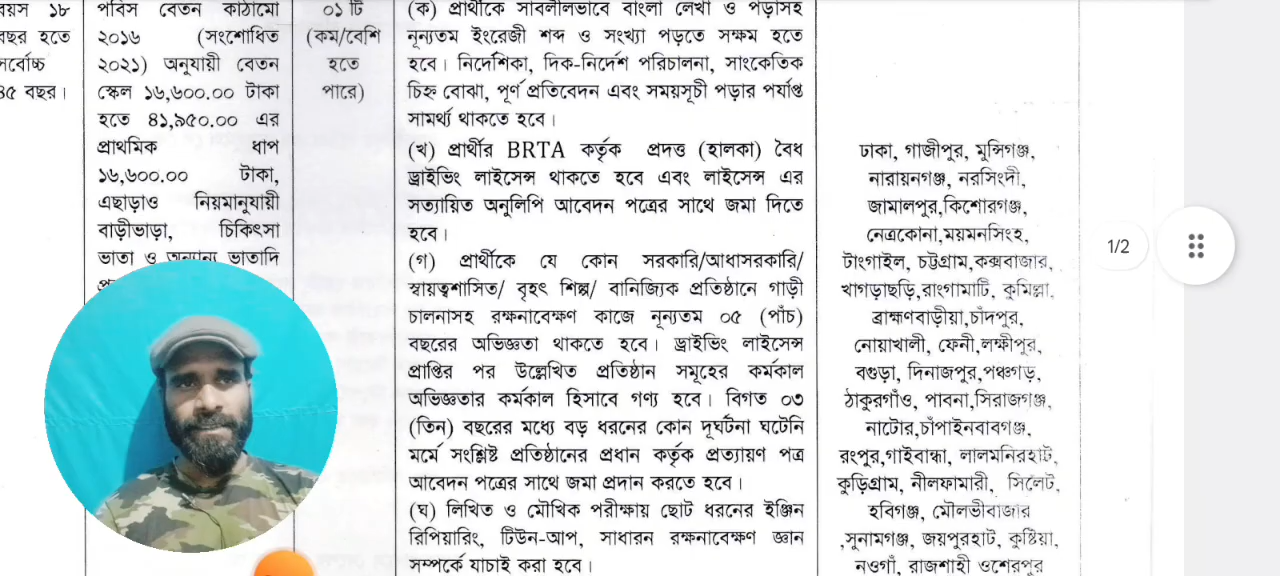 বয়স ১৮
বছর হতে
সর্বোচ্চ
৪৫ বছর।
পবিস বেতন কাঠামো
২০১৬ (সংশোধিত
২০২১) অনুযায়ী বেতন
স্কেল ১৬,৬০০.০০ টাকা
হতে ৪১,৯৫০.০০ এর
প্রাথমিক ধাপ
১৬,৬০০.০০ টাকা,
এছাড়াও নিয়মানুযায়ী
বাড়ীভাড়া, চিকিৎসা
ভাতা ও অন্যান্য ভাতাদি
০১ টি
(কম/বেশি
হতে
পারে)
(ক) প্রার্থীকে সাবলীলভাবে বাংলা লেখা ও পড়াসহ
নূন্যতম ইংরেজী শব্দ ও সংখ্যা পড়তে সক্ষম হতে
হবে। নির্দেশিকা, দিক-নির্দেশ পরিচালনা, সাংকেতিক
চিহ্ন বোঝা, পূর্ণ প্রতিবেদন এবং সময়সূচী পড়ার পর্যাপ্ত
সামর্থ্য থাকতে হবে।
(খ) প্রার্থীর BRTA কর্তৃক প্রদত্ত (হালকা) বৈধ
ড্রাইভিং লাইসেন্স থাকতে হবে এবং লাইসেন্স এর
সত্যায়িত অনুলিপি আবেদন পত্রের সাথে জমা দিতে
হবে।
(গ) প্রার্থীকে যে কোন সরকারি/আধাসরকারি/
স্বায়ত্বশাসিত/ বৃহৎ শিল্প/ বানিজ্যিক প্রতিষ্ঠানে গাড়ী
চালনাসহ রক্ষনাবেক্ষণ কাজে নূন্যতম ০৫ (পাঁচ)
বছরের অভিজ্ঞতা থাকতে হবে। ড্রাইভিং লাইসেন্স
প্রাপ্তির পর উল্লেখিত প্রতিষ্ঠান সমূহের কর্মকাল
অভিজ্ঞতার কর্মকাল হিসাবে গণ্য হবে। বিগত ০৩
(তিন) বছরের মধ্যে বড় ধরনের কোন দূর্ঘটনা ঘটেনি
মর্মে সংশ্লিষ্ট প্রতিষ্ঠানের প্রধান কর্তৃক প্রত্যায়ণ পত্র
আবেদন পত্রের সাথে জমা প্রদান করতে হবে।
(ঘ) লিখিত ও মৌখিক পরীক্ষায় ছোট ধরনের ইঞ্জিন
রিপিয়ারিং, টিউন-আপ, সাধারন রক্ষনাবেক্ষণ জ্ঞান
সম্পর্কে যাচাই করা হবে।
ঢাকা, গাজীপুর, মুন্সিগঞ্জ,
নারায়নগঞ্জ, নরসিংদী,
জামালপুর,কিশোরগঞ্জ,
নেত্রকোনা,ময়মনসিংহ,
টাংগাইল, চট্টগ্রাম,কক্সবাজার,
খাগড়াছড়ি,রাংগামাটি, কুমিল্লা,
ব্রাহ্মণবাড়ীয়া,চাঁদপুর,
নোয়াখালী, ফেনী,লক্ষীপুর,
বগুড়া, দিনাজপুর,পঞ্চগড়,
ঠাকুরগাঁও, পাবনা,সিরাজগঞ্জ,
নাটোর,চাঁপাইনবাবগঞ্জ,
রংপুর,গাইবান্ধা, লালমনিরহাট,
কুড়িগ্রাম, নীলফামারী, সিলেট,
হবিগঞ্জ, মৌলভীবাজার
,সুনামগঞ্জ, জয়পুরহাট, কুষ্টিয়া,
নওগাঁ, রাজশাহী ওশেরপুর
1/2